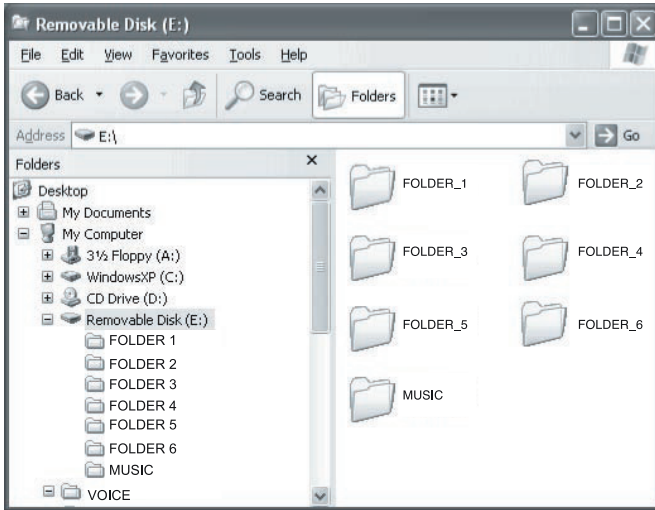 Removable Disk (E:)
File Edit View Favorites Tools Help
Back Search Folders
Address E:\ Go
Folders
Desktop
My Documents
My Computer
3½ Floppy (A:)
WindowsXP (C:)
CD Drive (D:)
Removable Disk (E:)
FOLDER 1
FOLDER 2
FOLDER 3
FOLDER 4
FOLDER 5
FOLDER 6
MUSIC
VOICE
FOLDER_1 FOLDER_2
FOLDER_3 FOLDER_4
FOLDER_5 FOLDER_6
MUSIC